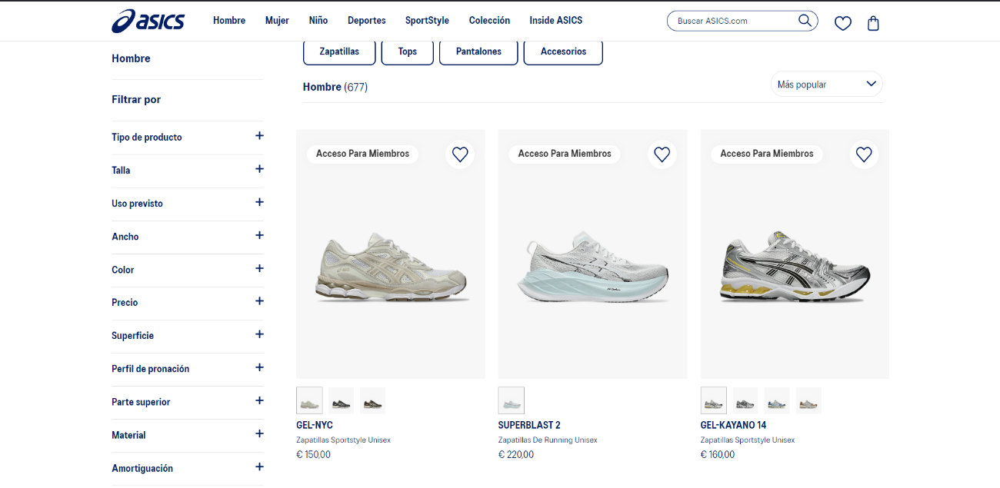 asics
Hombre Mujer Niño Deportes SportStyle Colección Inside ASICS
Buscar ASICS.com
Zapatillas Tops Pantalones Accesorios
Hombre
Hombre (677)
Más popular
Filtrar por
Tipo de producto
Talla
Uso previsto
Ancho
Color
Precio
Superficie
Perfil de pronación
Parte superior
Material
Amortiguación
Acceso Para Miembros
GEL-NYC
Zapatillas Sportstyle Unisex
€ 150,00
Acceso Para Miembros
SUPERBLAST 2
Zapatillas De Running Unisex
€ 220,00
Acceso Para Miembros
GEL-KAYANO 14
Zapatillas Sportstyle Unisex
€ 160,00